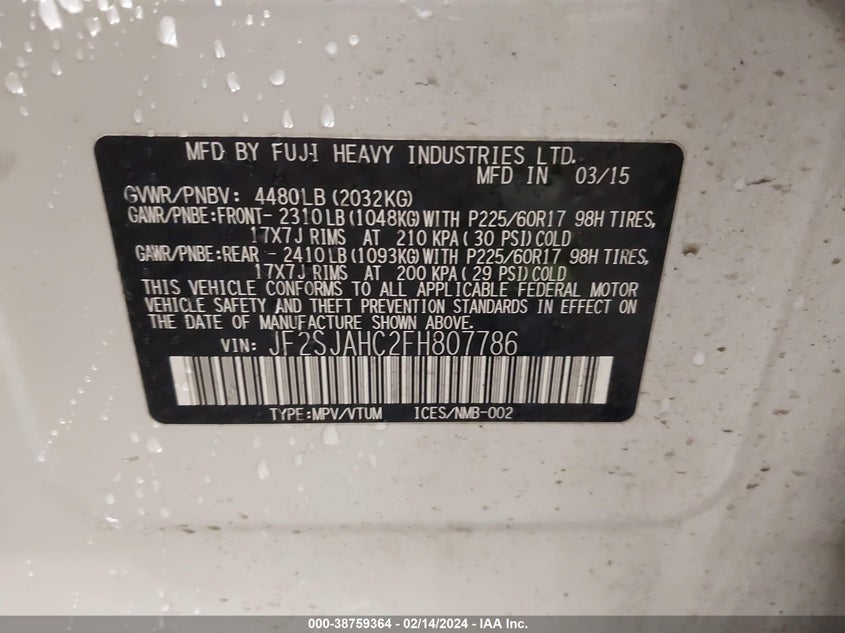 MFD BY FUJI HEAVY INDUSTRIES LTD.
MFD IN 03/15
GVWR/PNBV: 4480LB (2032KG)
GAWR/PNBE:FRONT- 2310LB (1048KG) WITH P225/60R17 98H TIRES,
17X7J RIMS AT 210 KPA ( 30 PSI) COLD
GAWR/PNBE:REAR - 2410LB (1093KG) WITH P225/60R17 98H TIRES,
17X7J RIMS AT 200 KPA ( 29 PSI) COLD
THIS VEHICLE CONFORMS TO ALL APPLICABLE FEDERAL MOTOR
VEHICLE SAFETY AND THEFT PREVENTION STANDARDS IN EFFECT ON
THE DATE OF MANUFACTURE SHOWN ABOVE.
VIN: JF2SJAHC2FH807786
TYPE:MPV/VTUM ICES/NMB-002
000-38759364 - 02/14/2024 - IAA Inc.